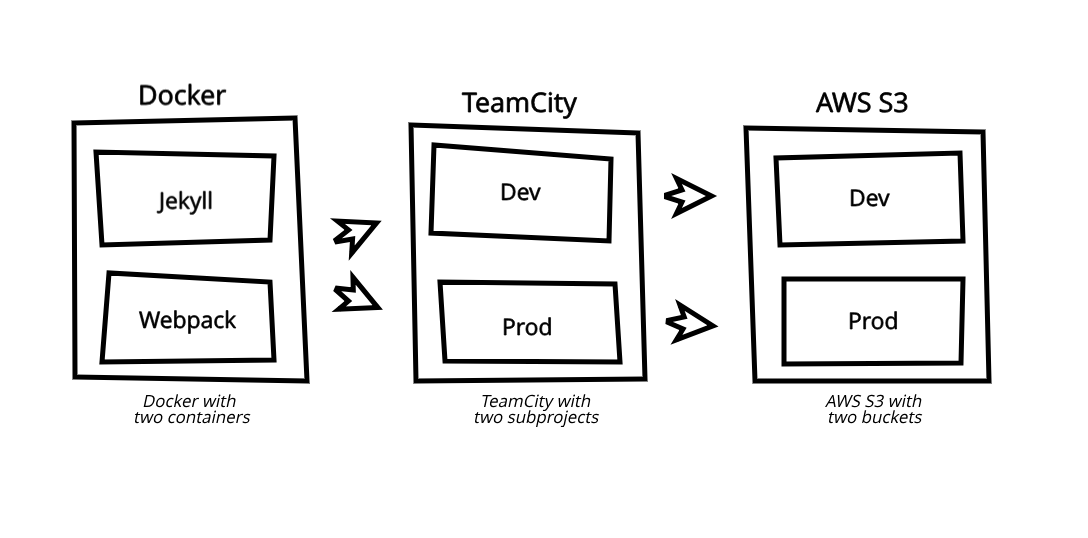 Docker
Jekyll
Webpack
Docker with
two containers
TeamCity
Dev
Prod
TeamCity with
two subprojects
AWS S3
Dev
Prod
AWS S3 with
two buckets